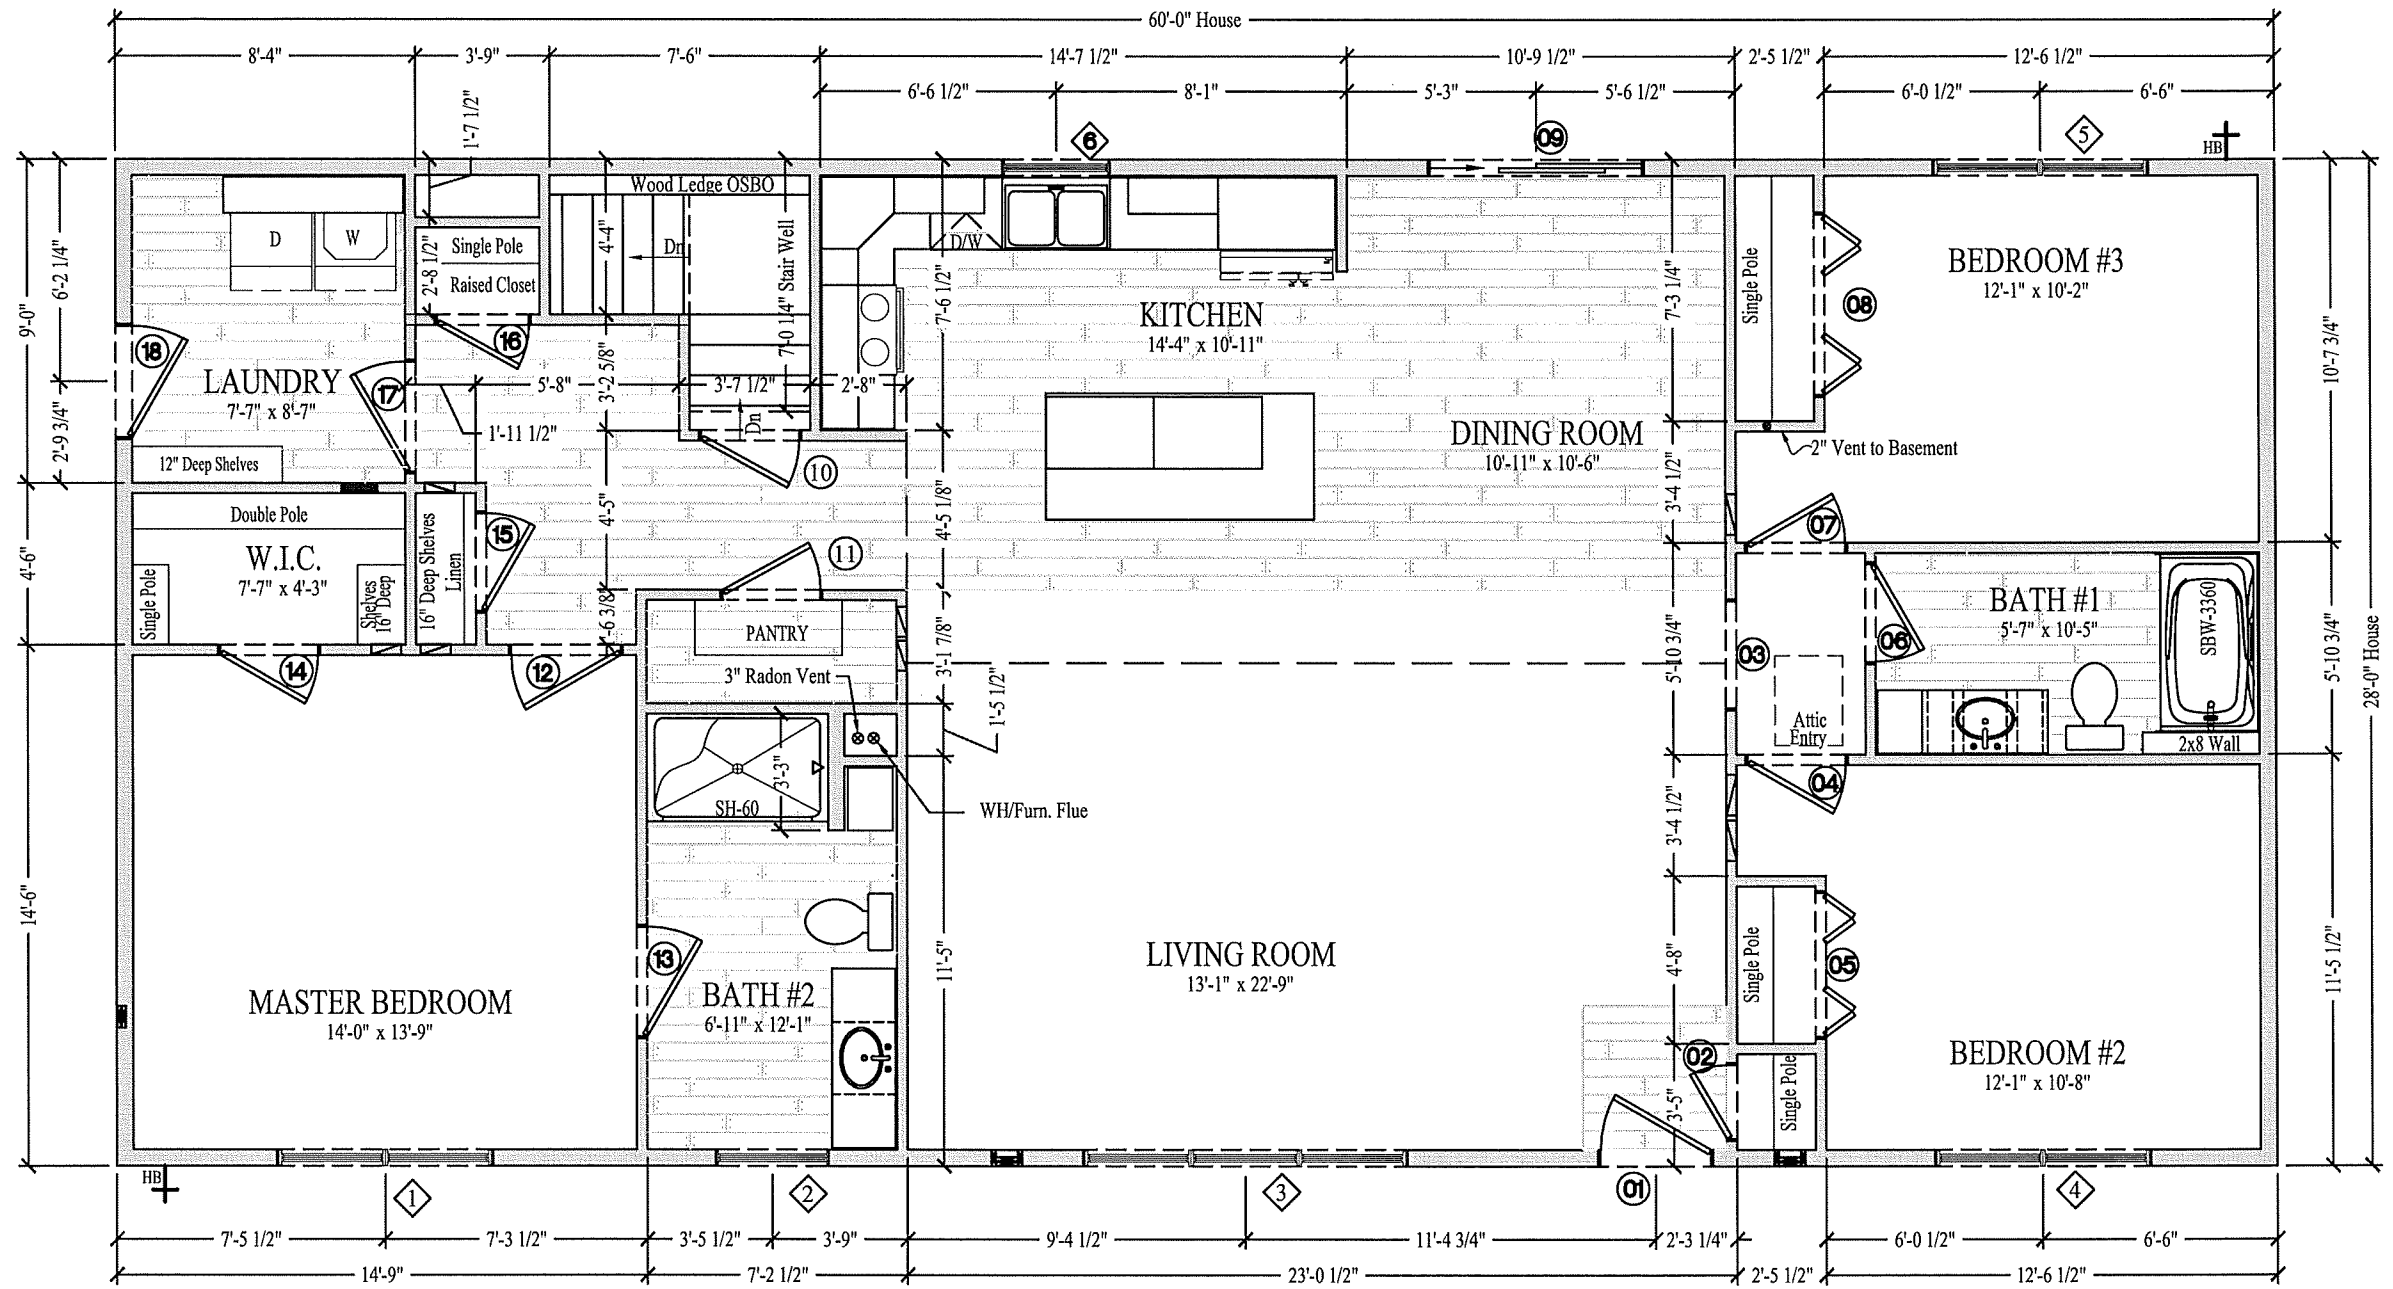 60'-0" House
8'-4"
3'-9"
7'-6"
14'-7 1/2"
10'-9 1/2"
2'-5 1/2"
12'-6 1/2"
6'-6 1/2"
8'-1"
5'-3"
5'-6 1/2"
6'-0 1/2"
6'-6"
1'-7 1/2"
6
09
5
HB
Wood Ledge OSBO
D
W
Single Pole
Raised Closet
2'-8 1/2"
4'-4"
Dn
7'-0 1/4" Stair Well
D/W
7'-6 1/2"
7'-3 1/4"
Single Pole
BEDROOM #3
12'-1" x 10'-2"
08
9'-0"
6'-2 1/4"
2'-9 3/4"
10'-7 3/4"
28'-0" House
KITCHEN
14'-4" x 10'-11"
18
16
17
LAUNDRY
7'-7" x 8'-7"
5'-8"
3'-2 5/8"
3'-7 1/2"
2'-8"
1'-11 1/2"
Dn
12" Deep Shelves
10
DINING ROOM
10'-11" x 10'-6"
2" Vent to Basement
3'-4 1/2"
07
Double Pole
W.I.C.
7'-7" x 4'-3"
Single Pole
Shelves
16" Deep
16" Deep Shelves
Linen
15
4'-5"
4'-5 1/8"
11
4'-6"
-6 3/8"
PANTRY
3" Radon Vent
3'-1 7/8"
1'-5 1/2"
5'-10 3/4"
03
06
BATH #1
5'-7" x 10'-5"
SBW-3360
5'-10 3/4"
Attic
Entry
2x8 Wall
14
12
3'-3"
SH-60
WH/Furn. Flue
04
3'-4 1/2"
14'-6"
13
MASTER BEDROOM
14'-0" x 13'-9"
BATH #2
6'-11" x 12'-1"
11'-5"
LIVING ROOM
13'-1" x 22'-9"
4'-8"
Single Pole
05
11'-5 1/2"
02
3'-5"
Single Pole
BEDROOM #2
12'-1" x 10'-8"
HB
1
2
3
01
4
7'-5 1/2"
7'-3 1/2"
3'-5 1/2"
3'-9"
9'-4 1/2"
11'-4 3/4"
2'-3 1/4"
6'-0 1/2"
6'-6"
14'-9"
7'-2 1/2"
23'-0 1/2"
2'-5 1/2"
12'-6 1/2"